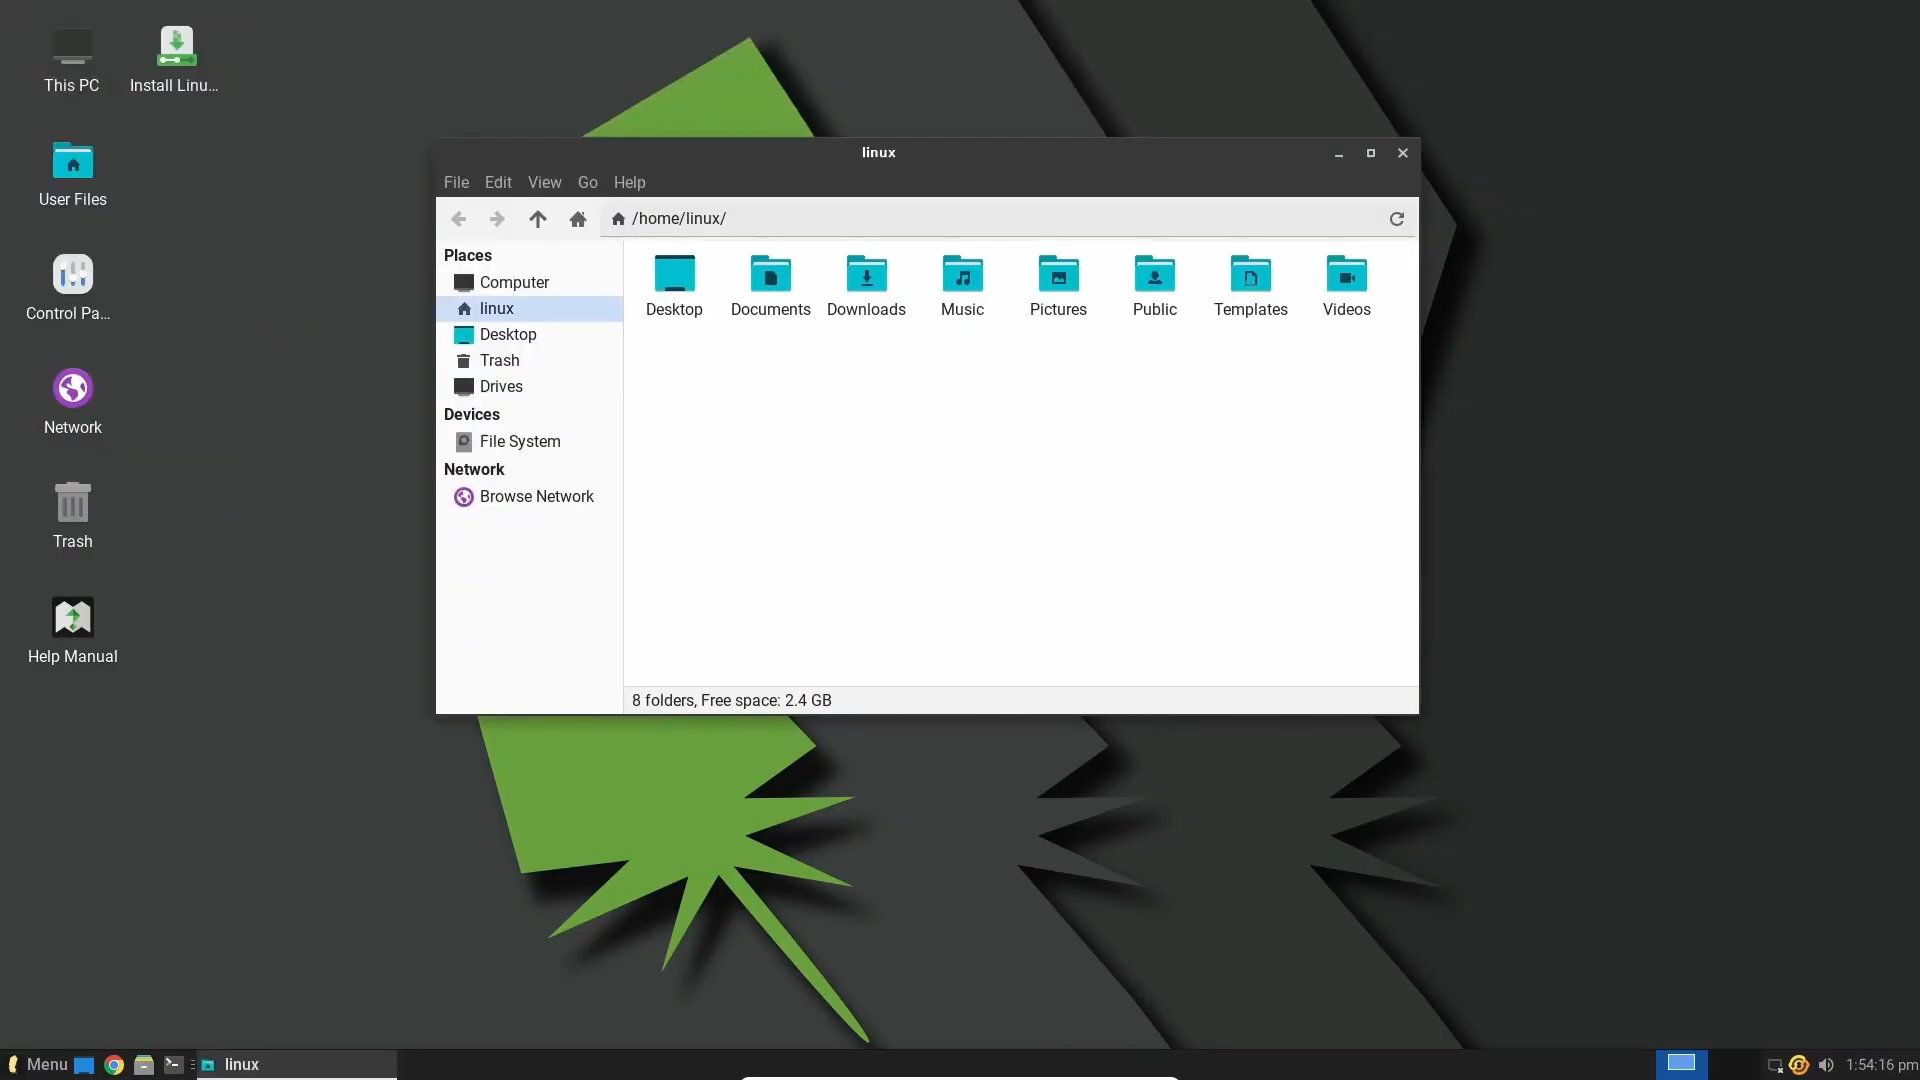 This PC
Install Linu...
User Files
Control Pa...
Network
Trash
Help Manual
linux
File Edit View Go Help
/home/linux/
Places
Computer
linux
Desktop
Trash
Drives
Devices
File System
Network
Browse Network
Desktop
Documents
Downloads
Music
Pictures
Public
Templates
Videos
8 folders, Free space: 2.4 GB
Menu
linux
1:54:16 pm